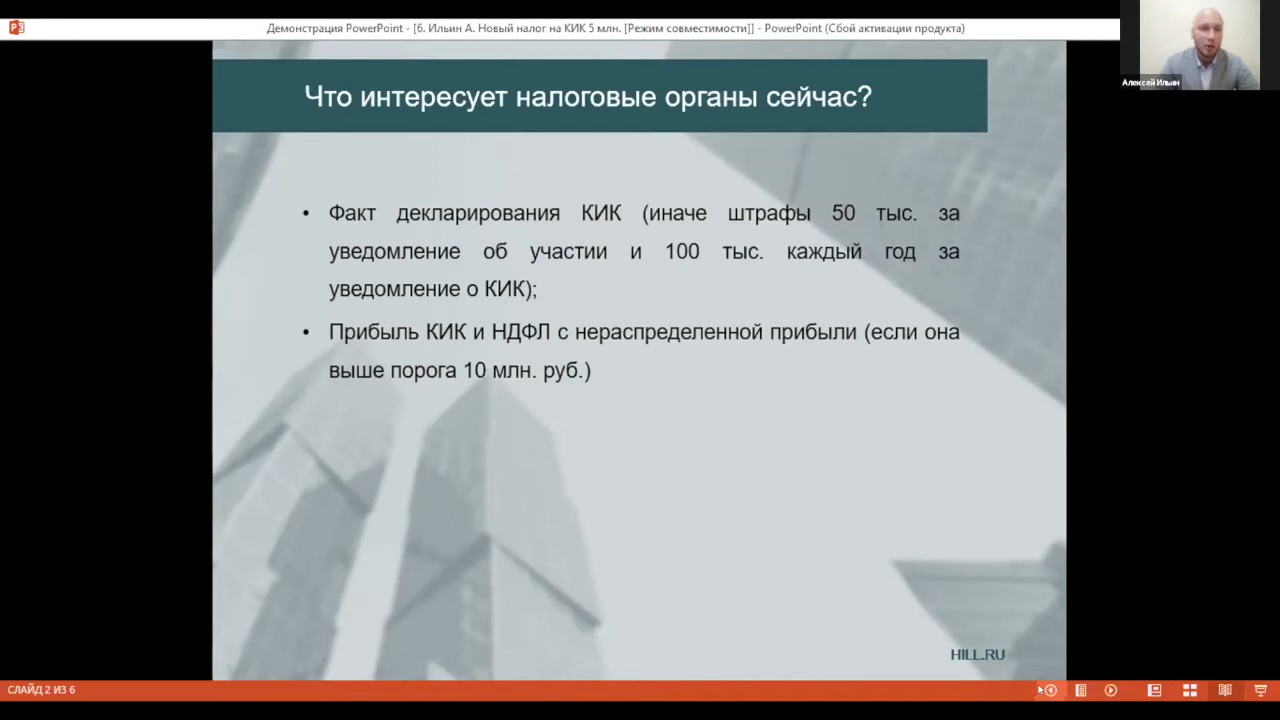 Демонстрация PowerPoint - [6. Ильин А. Новый налог на КИК 5 млн. [Режим совместимости]] - PowerPoint (Сбой активации продукта)
Алексей Ильин
Что интересует налоговые органы сейчас?
• Факт декларирования КИК (иначе штрафы 50 тыс. за
уведомление об участии и 100 тыс. каждый год за
уведомление о КИК);
• Прибыль КИК и НДФЛ с нераспределенной прибыли (если она
выше порога 10 млн. руб.)
HILL.RU
СЛАЙД 2 ИЗ 6